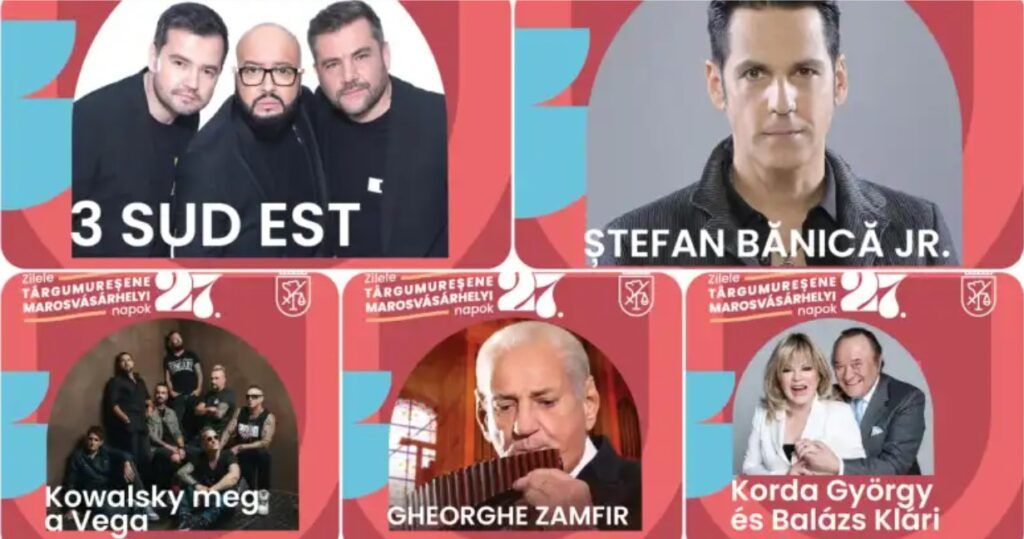 3 SUD EST
ȘTEFAN BĂNICĂ JR.
Zilele
TÂRGUMUREȘENE
MAROSVÁSÁRHELYI
napok
27.
Kowalsky meg
a Vega
Zilele
TÂRGUMUREȘENE
MAROSVÁSÁRHELYI
napok
27.
GHEORGHE ZAMFIR
Zilele
TÂRGUMUREȘENE
MAROSVÁSÁRHELYI
napok
27.
Korda György
és Balázs Klári